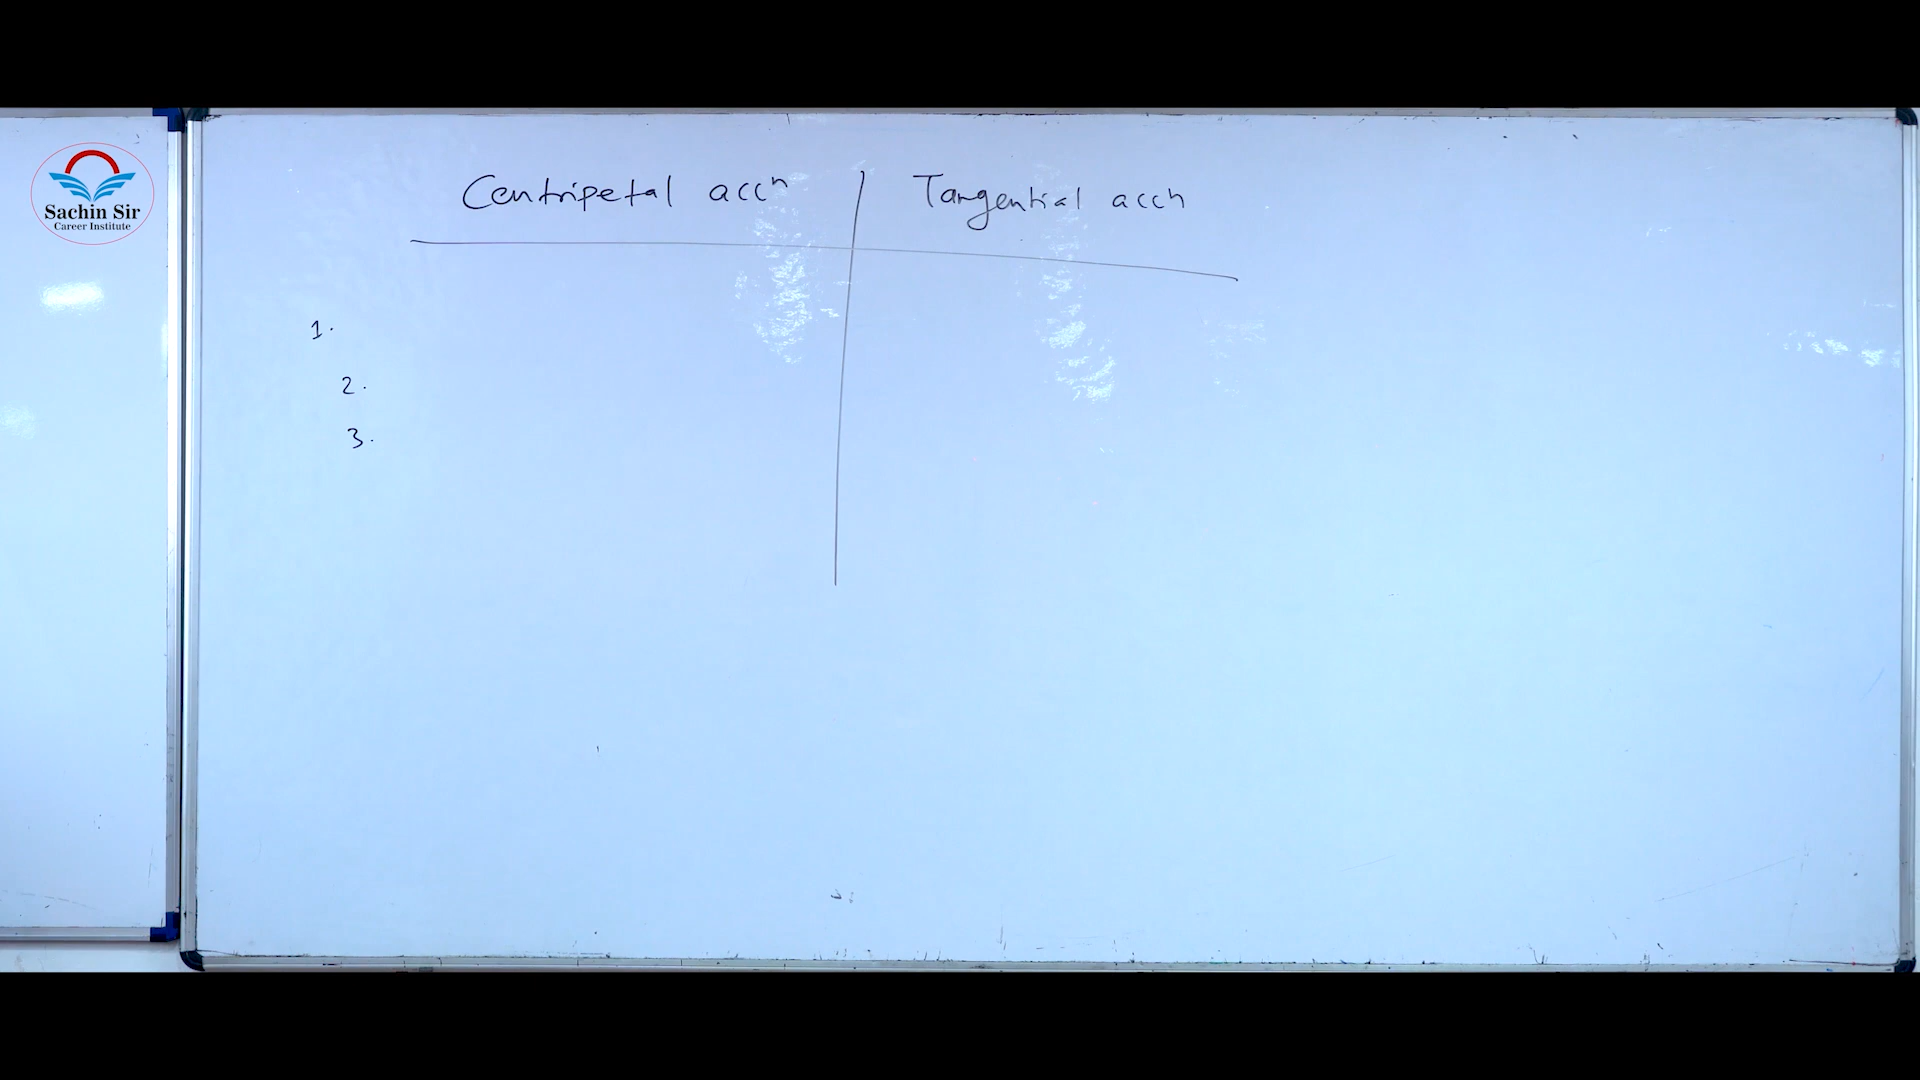 Sachin Sir
Career Institute
Centripetal accn
Tangential accn
1.
2.
3.